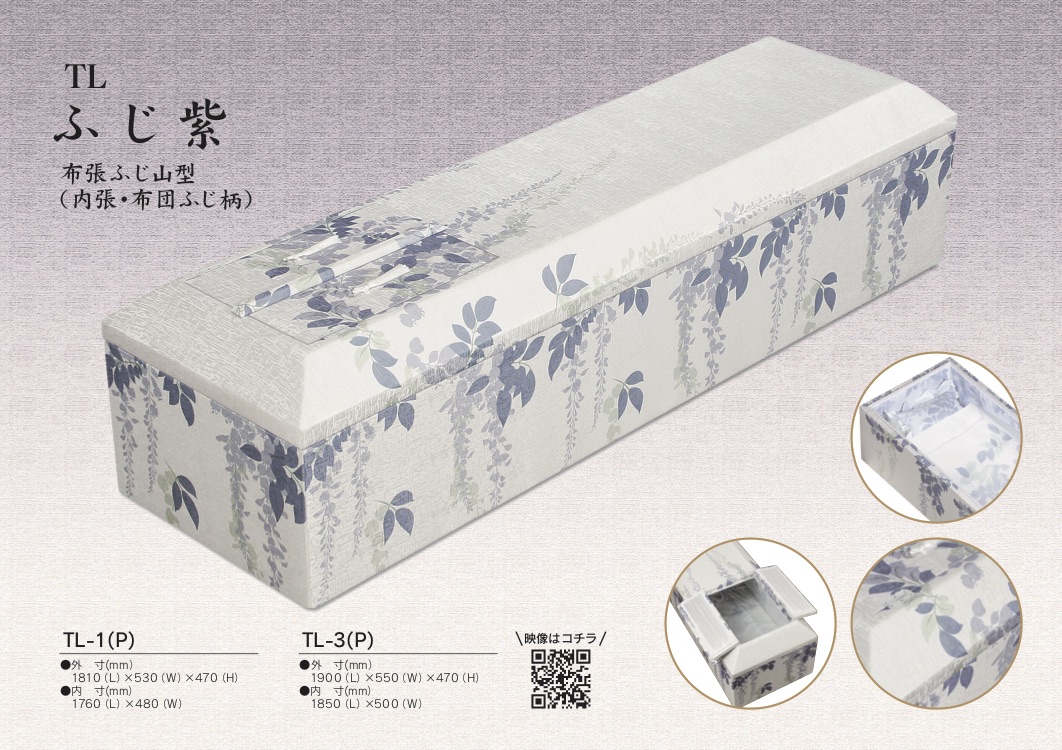 TL
ふじ紫
布張ふじ山型
（内張・布団ふじ柄）
TL-1(P)
●外　寸(mm)
1810（L）×530（W）×470（H）
●内　寸(mm)
1760（L）×480（W）
TL-3(P)
●外　寸(mm)
1900（L）×550（W）×470（H）
●内　寸(mm)
1850（L）×500（W）
\映像はコチラ/